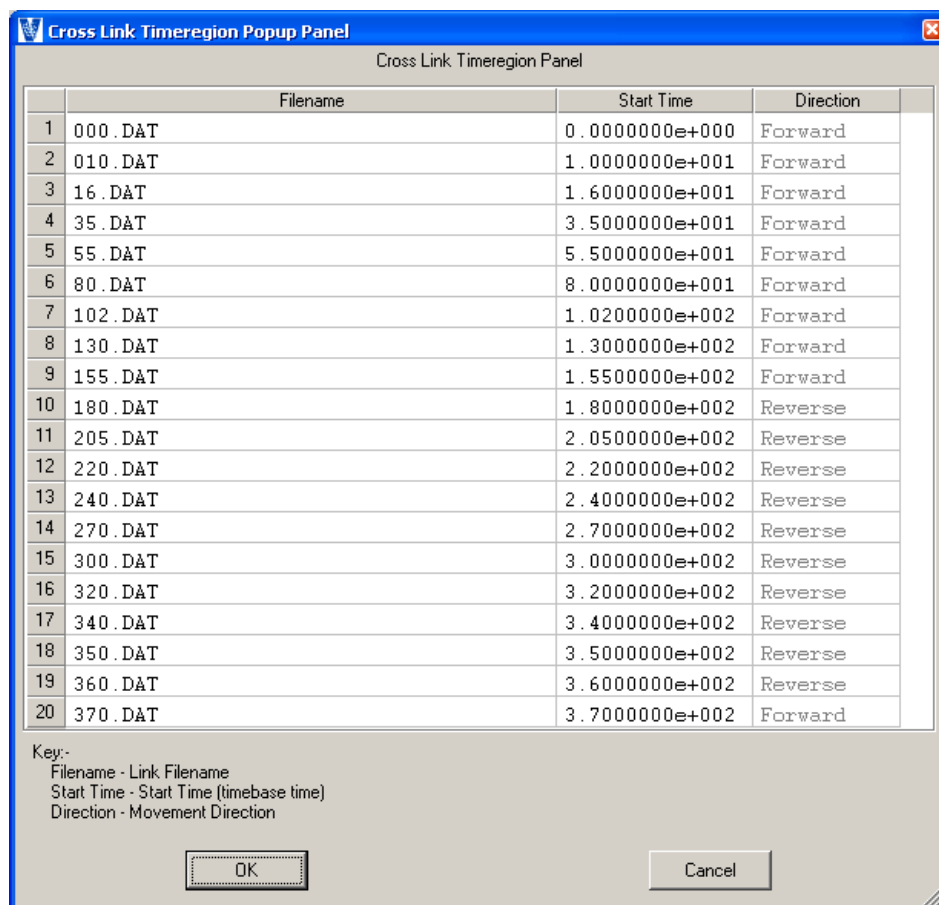 Cross Link Timeregion Popup Panel
Cross Link Timeregion Panel
Filename Start Time Direction
1 000.DAT 0.0000000e+000 Forward
2 010.DAT 1.0000000e+001 Forward
3 16.DAT 1.6000000e+001 Forward
4 35.DAT 3.5000000e+001 Forward
5 55.DAT 5.5000000e+001 Forward
6 80.DAT 8.0000000e+001 Forward
7 102.DAT 1.0200000e+002 Forward
8 130.DAT 1.3000000e+002 Forward
9 155.DAT 1.5500000e+002 Forward
10 180.DAT 1.8000000e+002 Reverse
11 205.DAT 2.0500000e+002 Reverse
12 220.DAT 2.2000000e+002 Reverse
13 240.DAT 2.4000000e+002 Reverse
14 270.DAT 2.7000000e+002 Reverse
15 300.DAT 3.0000000e+002 Reverse
16 320.DAT 3.2000000e+002 Reverse
17 340.DAT 3.4000000e+002 Reverse
18 350.DAT 3.5000000e+002 Reverse
19 360.DAT 3.6000000e+002 Reverse
20 370.DAT 3.7000000e+002 Forward
Key:-
Filename - Link Filename
Start Time - Start Time (timebase time)
Direction - Movement Direction
OK Cancel